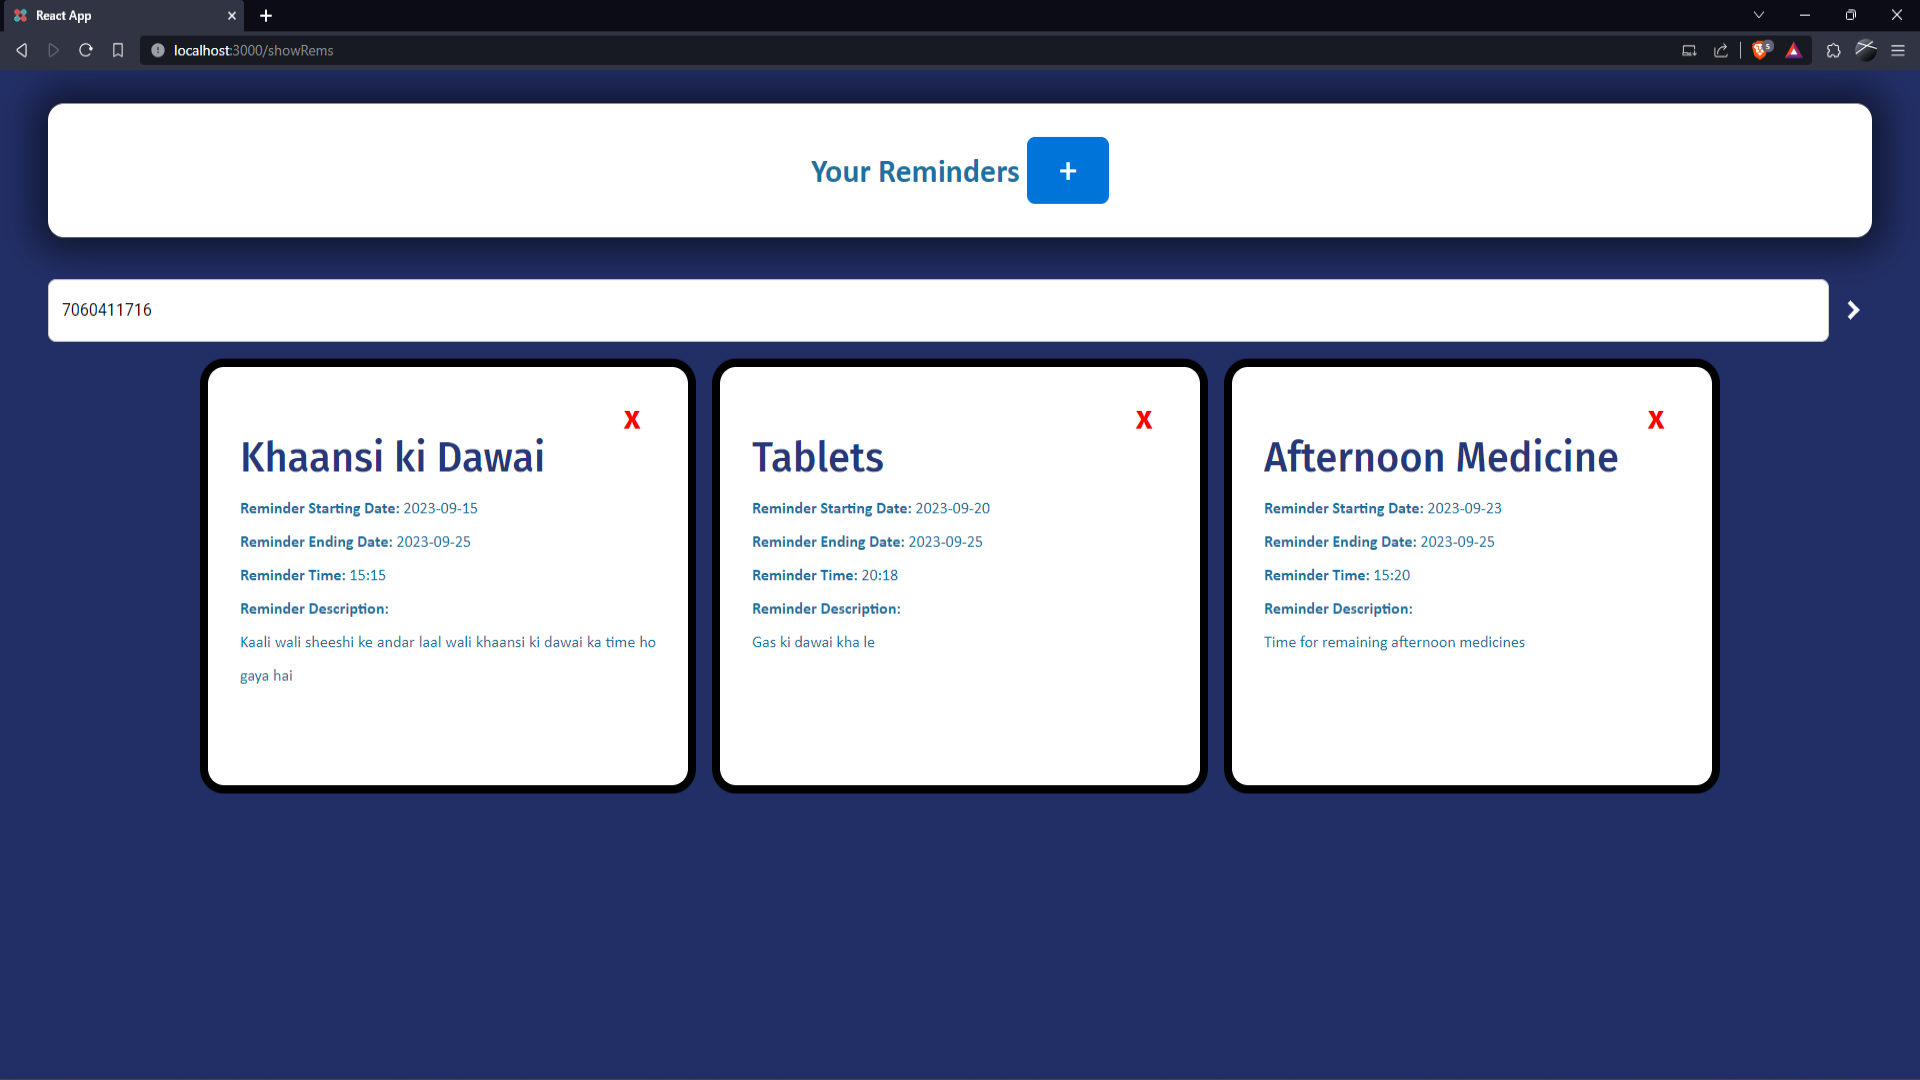 React App
localhost:3000/showRems
5
Your Reminders +
7060411716
X
Khaansi ki Dawai
Reminder Starting Date: 2023-09-15
Reminder Ending Date: 2023-09-25
Reminder Time: 15:15
Reminder Description:
Kaali wali sheeshi ke andar laal wali khaansi ki dawai ka time ho
gaya hai
X
Tablets
Reminder Starting Date: 2023-09-20
Reminder Ending Date: 2023-09-25
Reminder Time: 20:18
Reminder Description:
Gas ki dawai kha le
X
Afternoon Medicine
Reminder Starting Date: 2023-09-23
Reminder Ending Date: 2023-09-25
Reminder Time: 15:20
Reminder Description:
Time for remaining afternoon medicines